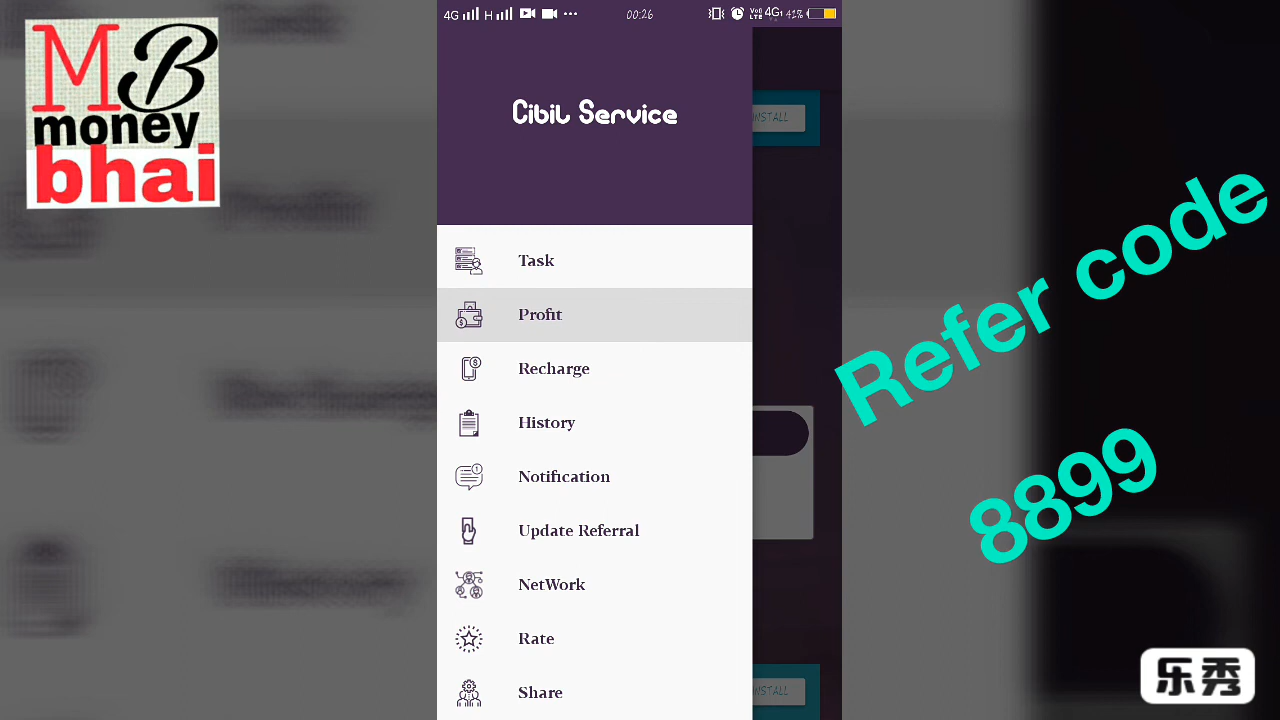 M B
money
bhai
4G H 00:26 4G 41%
Cibil Service
INSTALL
Task
Profit
Recharge
History
Notification
Update Referral
NetWork
Rate
Share
INSTALL
Refer code
8899
乐秀